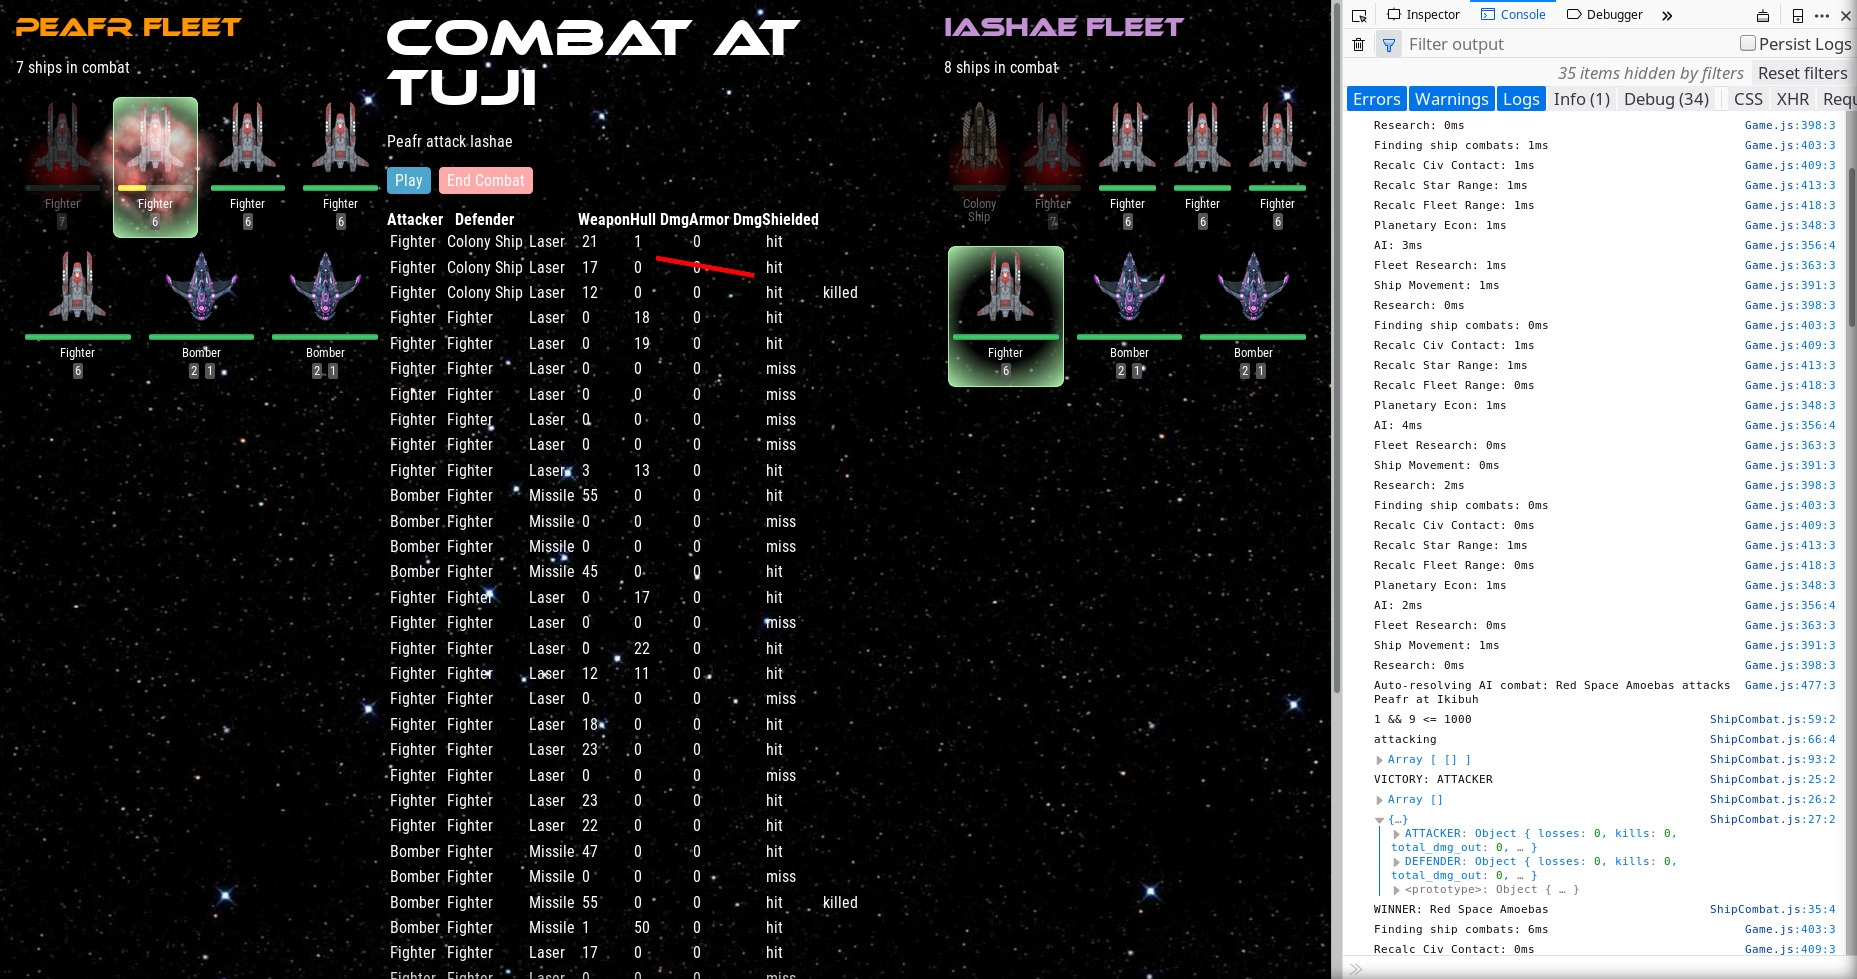 PEAFR FLEET
7 ships in combat
Fighter
7
Fighter
6
Fighter
6
Fighter
6
Fighter
6
Bomber
2 1
Bomber
2 1
COMBAT AT
TUJI
Peafr attack Iashae
Play End Combat
Attacker Defender WeaponHull DmgArmor DmgShielded
Fighter Colony Ship Laser 21 1 0 hit
Fighter Colony Ship Laser 17 0 0 hit
Fighter Colony Ship Laser 12 0 0 hit killed
Fighter Fighter Laser 0 18 0 hit
Fighter Fighter Laser 0 19 0 hit
Fighter Fighter Laser 0 0 0 miss
Fighter Fighter Laser 0 0 0 miss
Fighter Fighter Laser 0 0 0 miss
Fighter Fighter Laser 0 0 0 miss
Fighter Fighter Laser 3 13 0 hit
Bomber Fighter Missile 55 0 0 hit
Bomber Fighter Missile 0 0 0 miss
Bomber Fighter Missile 0 0 0 miss
Bomber Fighter Missile 45 0 0 hit
Fighter Fighter Laser 0 17 0 hit
Fighter Fighter Laser 0 0 0 miss
Fighter Fighter Laser 0 22 0 hit
Fighter Fighter Laser 12 11 0 hit
Fighter Fighter Laser 0 0 0 miss
Fighter Fighter Laser 18 0 0 hit
Fighter Fighter Laser 23 0 0 hit
Fighter Fighter Laser 0 0 0 miss
Fighter Fighter Laser 23 0 0 hit
Fighter Fighter Laser 22 0 0 hit
Bomber Fighter Missile 47 0 0 hit
Bomber Fighter Missile 0 0 0 miss
Bomber Fighter Missile 55 0 0 hit killed
Bomber Fighter Missile 1 50 0 hit
Fighter Fighter Laser 17 0 0 hit
Fighter Fighter Laser 0 0 0 miss
IASHAE FLEET
8 ships in combat
Colony
Ship
Fighter
7
Fighter
6
Fighter
6
Fighter
6
Fighter
6
Bomber
2 1
Bomber
2 1
Inspector Console Debugger
Filter output Persist Logs
35 items hidden by filters Reset filters
Errors Warnings Logs Info (1) Debug (34) CSS XHR Requ
Research: 0ms Game.js:398:3
Finding ship combats: 1ms Game.js:403:3
Recalc Civ Contact: 1ms Game.js:409:3
Recalc Star Range: 1ms Game.js:413:3
Recalc Fleet Range: 1ms Game.js:418:3
Planetary Econ: 1ms Game.js:348:3
AI: 3ms Game.js:356:4
Fleet Research: 1ms Game.js:363:3
Ship Movement: 1ms Game.js:391:3
Research: 0ms Game.js:398:3
Finding ship combats: 0ms Game.js:403:3
Recalc Civ Contact: 1ms Game.js:409:3
Recalc Star Range: 1ms Game.js:413:3
Recalc Fleet Range: 0ms Game.js:418:3
Planetary Econ: 1ms Game.js:348:3
AI: 4ms Game.js:356:4
Fleet Research: 0ms Game.js:363:3
Ship Movement: 0ms Game.js:391:3
Research: 2ms Game.js:398:3
Finding ship combats: 0ms Game.js:403:3
Recalc Civ Contact: 0ms Game.js:409:3
Recalc Star Range: 1ms Game.js:413:3
Recalc Fleet Range: 0ms Game.js:418:3
Planetary Econ: 1ms Game.js:348:3
AI: 2ms Game.js:356:4
Fleet Research: 0ms Game.js:363:3
Ship Movement: 1ms Game.js:391:3
Research: 0ms Game.js:398:3
Auto-resolving AI combat: Red Space Amoebas attacks Game.js:477:3
Peafr at Ikibuh
1 && 9 <= 1000 ShipCombat.js:59:2
attacking ShipCombat.js:66:4
Array [ [] ] ShipCombat.js:93:2
VICTORY: ATTACKER ShipCombat.js:25:2
Array [] ShipCombat.js:26:2
{…} ShipCombat.js:27:2
ATTACKER: Object { losses: 0, kills: 0,
total_dmg_out: 0, … }
DEFENDER: Object { losses: 0, kills: 0,
total_dmg_out: 0, … }
<prototype>: Object { … }
WINNER: Red Space Amoebas ShipCombat.js:35:4
Finding ship combats: 6ms Game.js:403:3
Recalc Civ Contact: 0ms Game.js:409:3